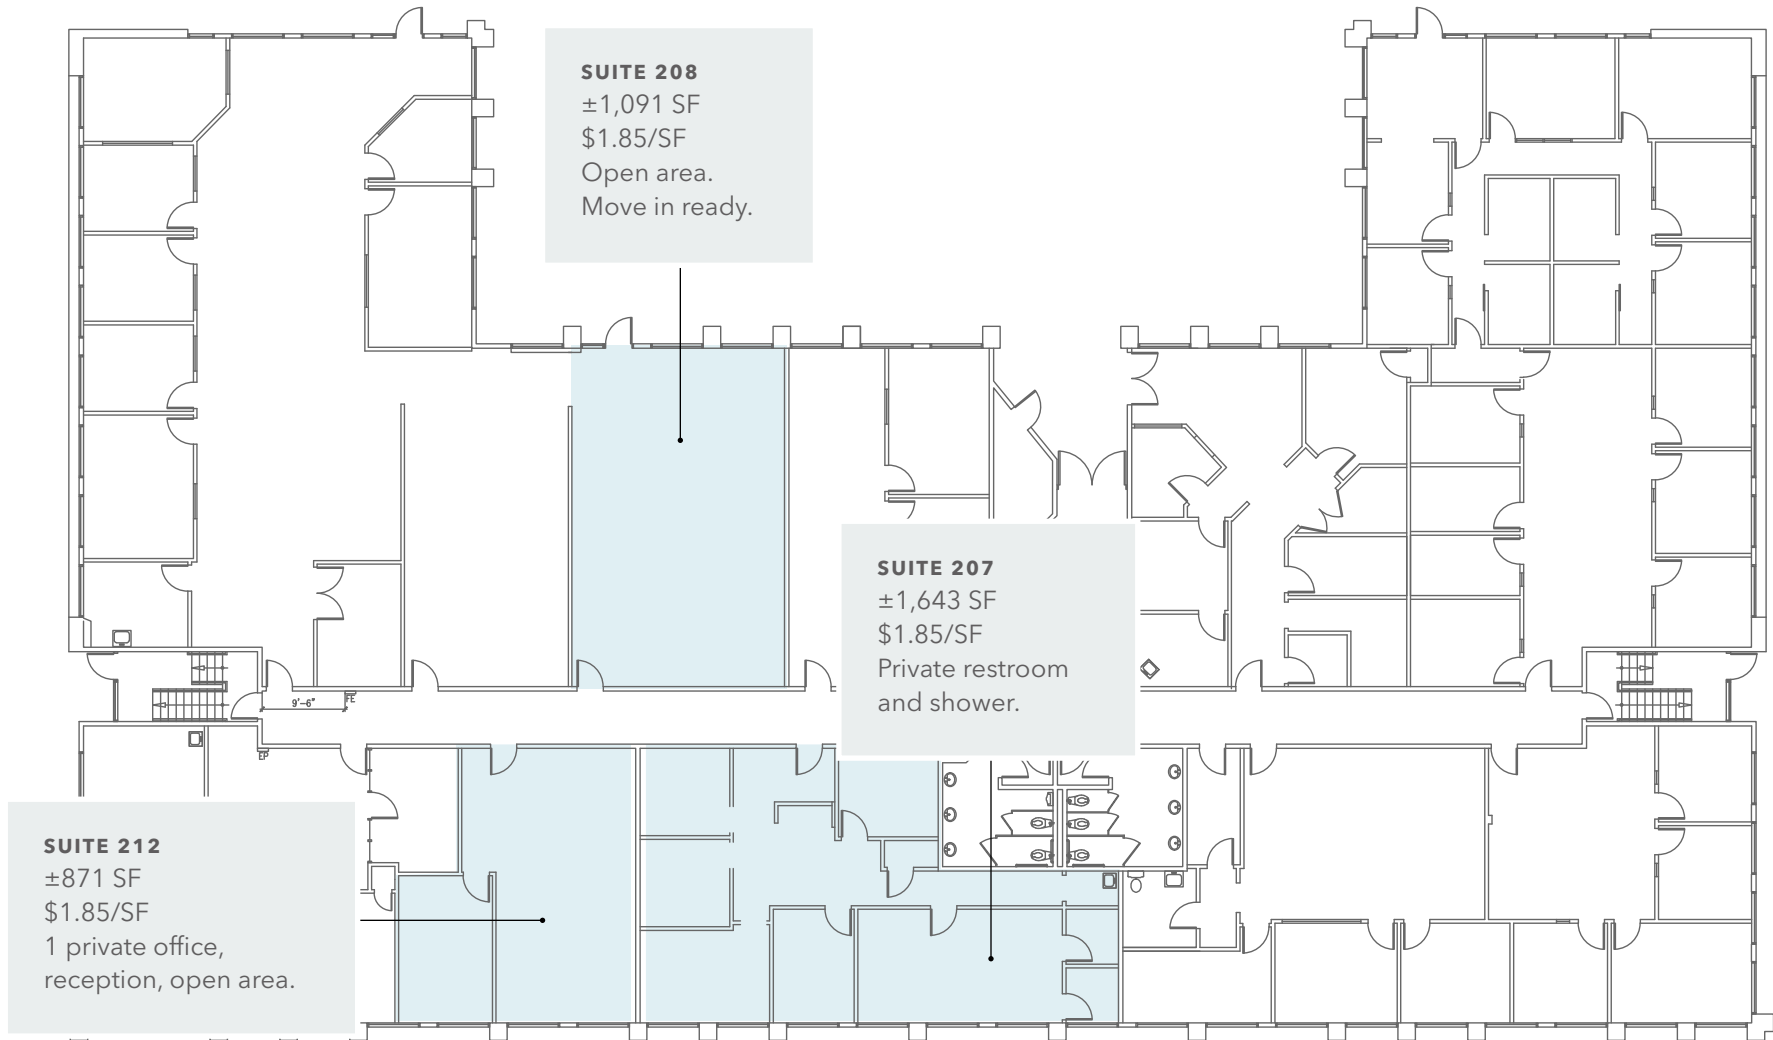 SUITE 208
±1,091 SF
$1.85/SF
Open area.
Move in ready.
SUITE 207
±1,643 SF
$1.85/SF
Private restroom
and shower.
9'-6"
FE
EP
SUITE 212
±871 SF
$1.85/SF
1 private office,
reception, open area.